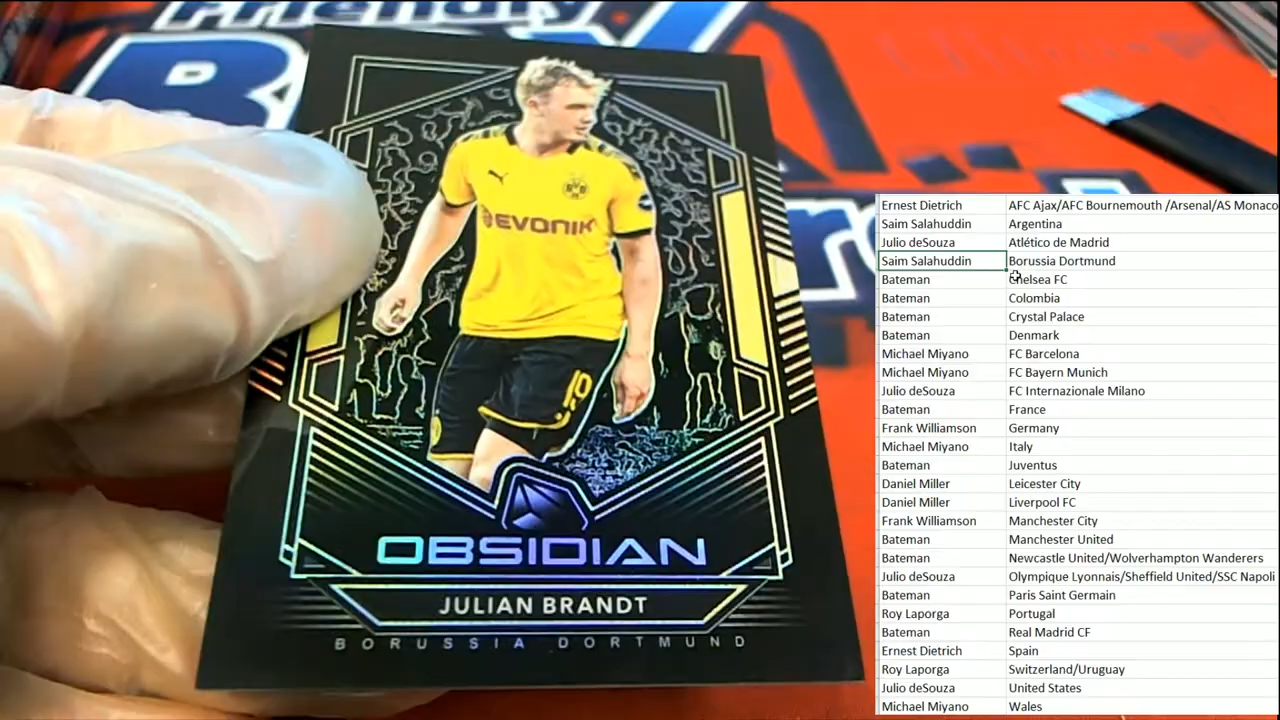 Friendly
B
EVONIK
BVB
10
OBSIDIAN
JULIAN BRANDT
BORUSSIA DORTMUND
Ernest Dietrich AFC Ajax/AFC Bournemouth /Arsenal/AS Monaco
Saim Salahuddin Argentina
Julio deSouza Atlético de Madrid
Saim Salahuddin Borussia Dortmund
Bateman Chelsea FC
Bateman Colombia
Bateman Crystal Palace
Bateman Denmark
Michael Miyano FC Barcelona
Michael Miyano FC Bayern Munich
Julio deSouza FC Internazionale Milano
Bateman France
Frank Williamson Germany
Michael Miyano Italy
Bateman Juventus
Daniel Miller Leicester City
Daniel Miller Liverpool FC
Frank Williamson Manchester City
Bateman Manchester United
Bateman Newcastle United/Wolverhampton Wanderers
Julio deSouza Olympique Lyonnais/Sheffield United/SSC Napoli
Bateman Paris Saint Germain
Roy Laporga Portugal
Bateman Real Madrid CF
Ernest Dietrich Spain
Roy Laporga Switzerland/Uruguay
Julio deSouza United States
Michael Miyano Wales